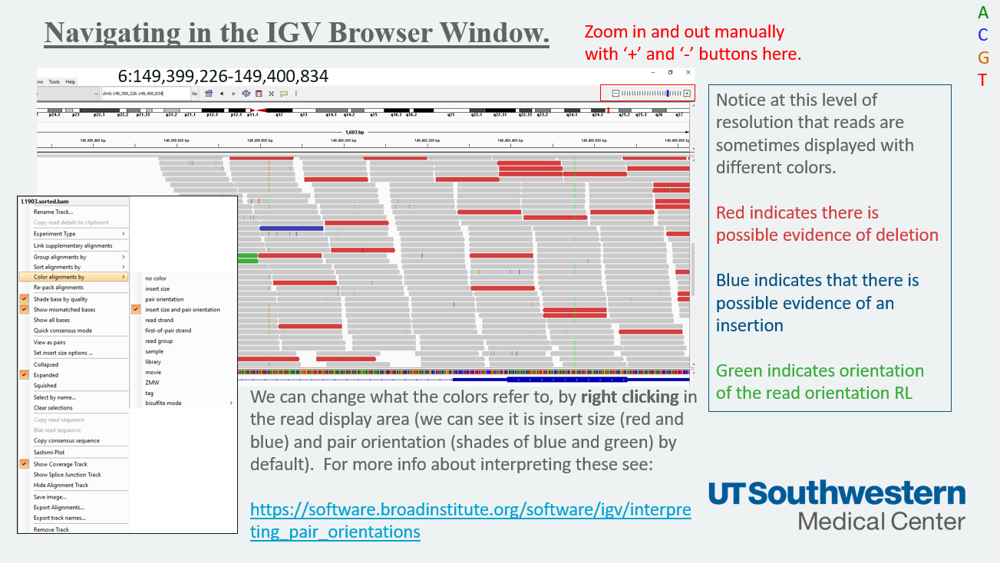 Navigating in the IGV Browser Window.
Zoom in and out manually
with ‘+’ and ‘-’ buttons here.
A
C
G
T
6:149,399,226-149,400,834
Tools Help
chr6:149,399,226-149,400,834
Go
p24.3 p23 p22.3 p22.2 p21.33 p21.2 p21.1 p12.3 p12.1 p11.1 q12 q13 q14.1 q14.2 q15 q16.1 q16.2 q21 q22.1 q22.31 q22.33 q23.2 q24.1 q24.3 q25.2 q25.3 q26 q27
1,603 bp
149,399,400 bp 149,399,600 bp 149,399,800 bp 149,400,000 bp 149,400,200 bp 149,400,400 bp 149,400,600 bp 149,400,800 bp
L1903.sorted.bam
Rename Track...
Copy read details to clipboard
Experiment Type
Link supplementary alignments
Group alignments by
Sort alignments by
Color alignments by
Re-pack alignments
Shade base by quality
Show mismatched bases
Show all bases
Quick consensus mode
View as pairs
Set insert size options ...
Collapsed
Expanded
Squished
Select by name...
Clear selections
Copy read sequence
Blat read sequence
Copy consensus sequence
Sashimi Plot
Show Coverage Track
Show Splice Junction Track
Hide Alignment Track
Save image...
Export Alignments...
Export track names...
Remove Track
no color
insert size
pair orientation
insert size and pair orientation
read strand
first-of-pair strand
read group
sample
library
movie
ZMW
tag
bisulfite mode
Notice at this level of
resolution that reads are
sometimes displayed with
different colors.
Red indicates there is
possible evidence of deletion
Blue indicates that there is
possible evidence of an
insertion
Green indicates orientation
of the read orientation RL
We can change what the colors refer to, by right clicking in
the read display area (we can see it is insert size (red and
blue) and pair orientation (shades of blue and green) by
default). For more info about interpreting these see:
https://software.broadinstitute.org/software/igv/interpre
ting_pair_orientations
UTSouthwestern
Medical Center